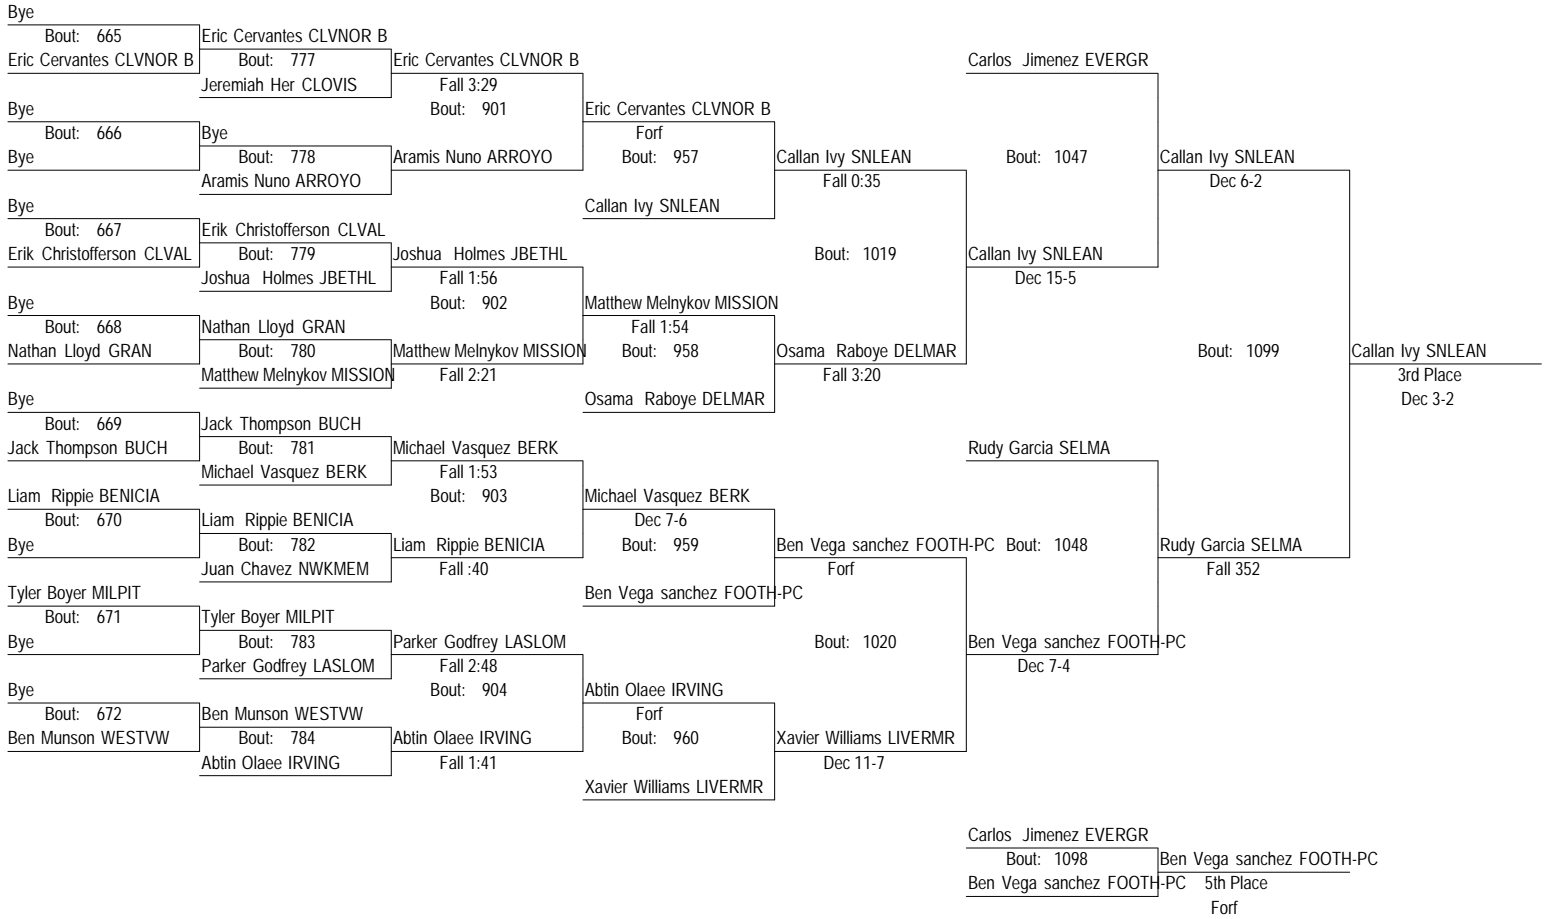 Bye
Bout: 665 Eric Cervantes CLVNOR B
Eric Cervantes CLVNOR B Bout: 777 Eric Cervantes CLVNOR B Carlos Jimenez EVERGR
Jeremiah Her CLOVIS Fall 3:29
Bye Bout: 901 Eric Cervantes CLVNOR B
Bout: 666 Bye Forf
Bye Bout: 778 Aramis Nuno ARROYO Bout: 957 Callan Ivy SNLEAN Bout: 1047 Callan Ivy SNLEAN
Aramis Nuno ARROYO Fall 0:35 Dec 6-2
Bye Callan Ivy SNLEAN
Bout: 667 Erik Christofferson CLVAL
Erik Christofferson CLVAL Bout: 779 Joshua Holmes JBETHL Bout: 1019 Callan Ivy SNLEAN
Joshua Holmes JBETHL Fall 1:56 Dec 15-5
Bye Bout: 902 Matthew Melnykov MISSION
Bout: 668 Nathan Lloyd GRAN Fall 1:54
Nathan Lloyd GRAN Bout: 780 Matthew Melnykov MISSION Bout: 958 Osama Raboye DELMAR Bout: 1099 Callan Ivy SNLEAN
Matthew Melnykov MISSION Fall 2:21 Fall 3:20 3rd Place
Bye Osama Raboye DELMAR Dec 3-2
Bout: 669 Jack Thompson BUCH
Jack Thompson BUCH Bout: 781 Michael Vasquez BERK Rudy Garcia SELMA
Michael Vasquez BERK Fall 1:53
Liam Rippie BENICIA Bout: 903 Michael Vasquez BERK
Bout: 670 Liam Rippie BENICIA Dec 7-6
Bye Bout: 782 Liam Rippie BENICIA Bout: 959 Ben Vega sanchez FOOTH-PC Bout: 1048 Rudy Garcia SELMA
Juan Chavez NWKMEM Fall :40 Forf Fall 352
Tyler Boyer MILPIT Ben Vega sanchez FOOTH-PC
Bout: 671 Tyler Boyer MILPIT
Bye Bout: 783 Parker Godfrey LASLOM Bout: 1020 Ben Vega sanchez FOOTH-PC
Parker Godfrey LASLOM Fall 2:48 Dec 7-4
Bye Bout: 904 Abtin Olaee IRVING
Bout: 672 Ben Munson WESTVW Forf
Ben Munson WESTVW Bout: 784 Abtin Olaee IRVING Bout: 960 Xavier Williams LIVERMR
Abtin Olaee IRVING Fall 1:41 Dec 11-7
Xavier Williams LIVERMR
Carlos Jimenez EVERGR
Bout: 1098 Ben Vega sanchez FOOTH-PC
Ben Vega sanchez FOOTH-PC 5th Place
Forf